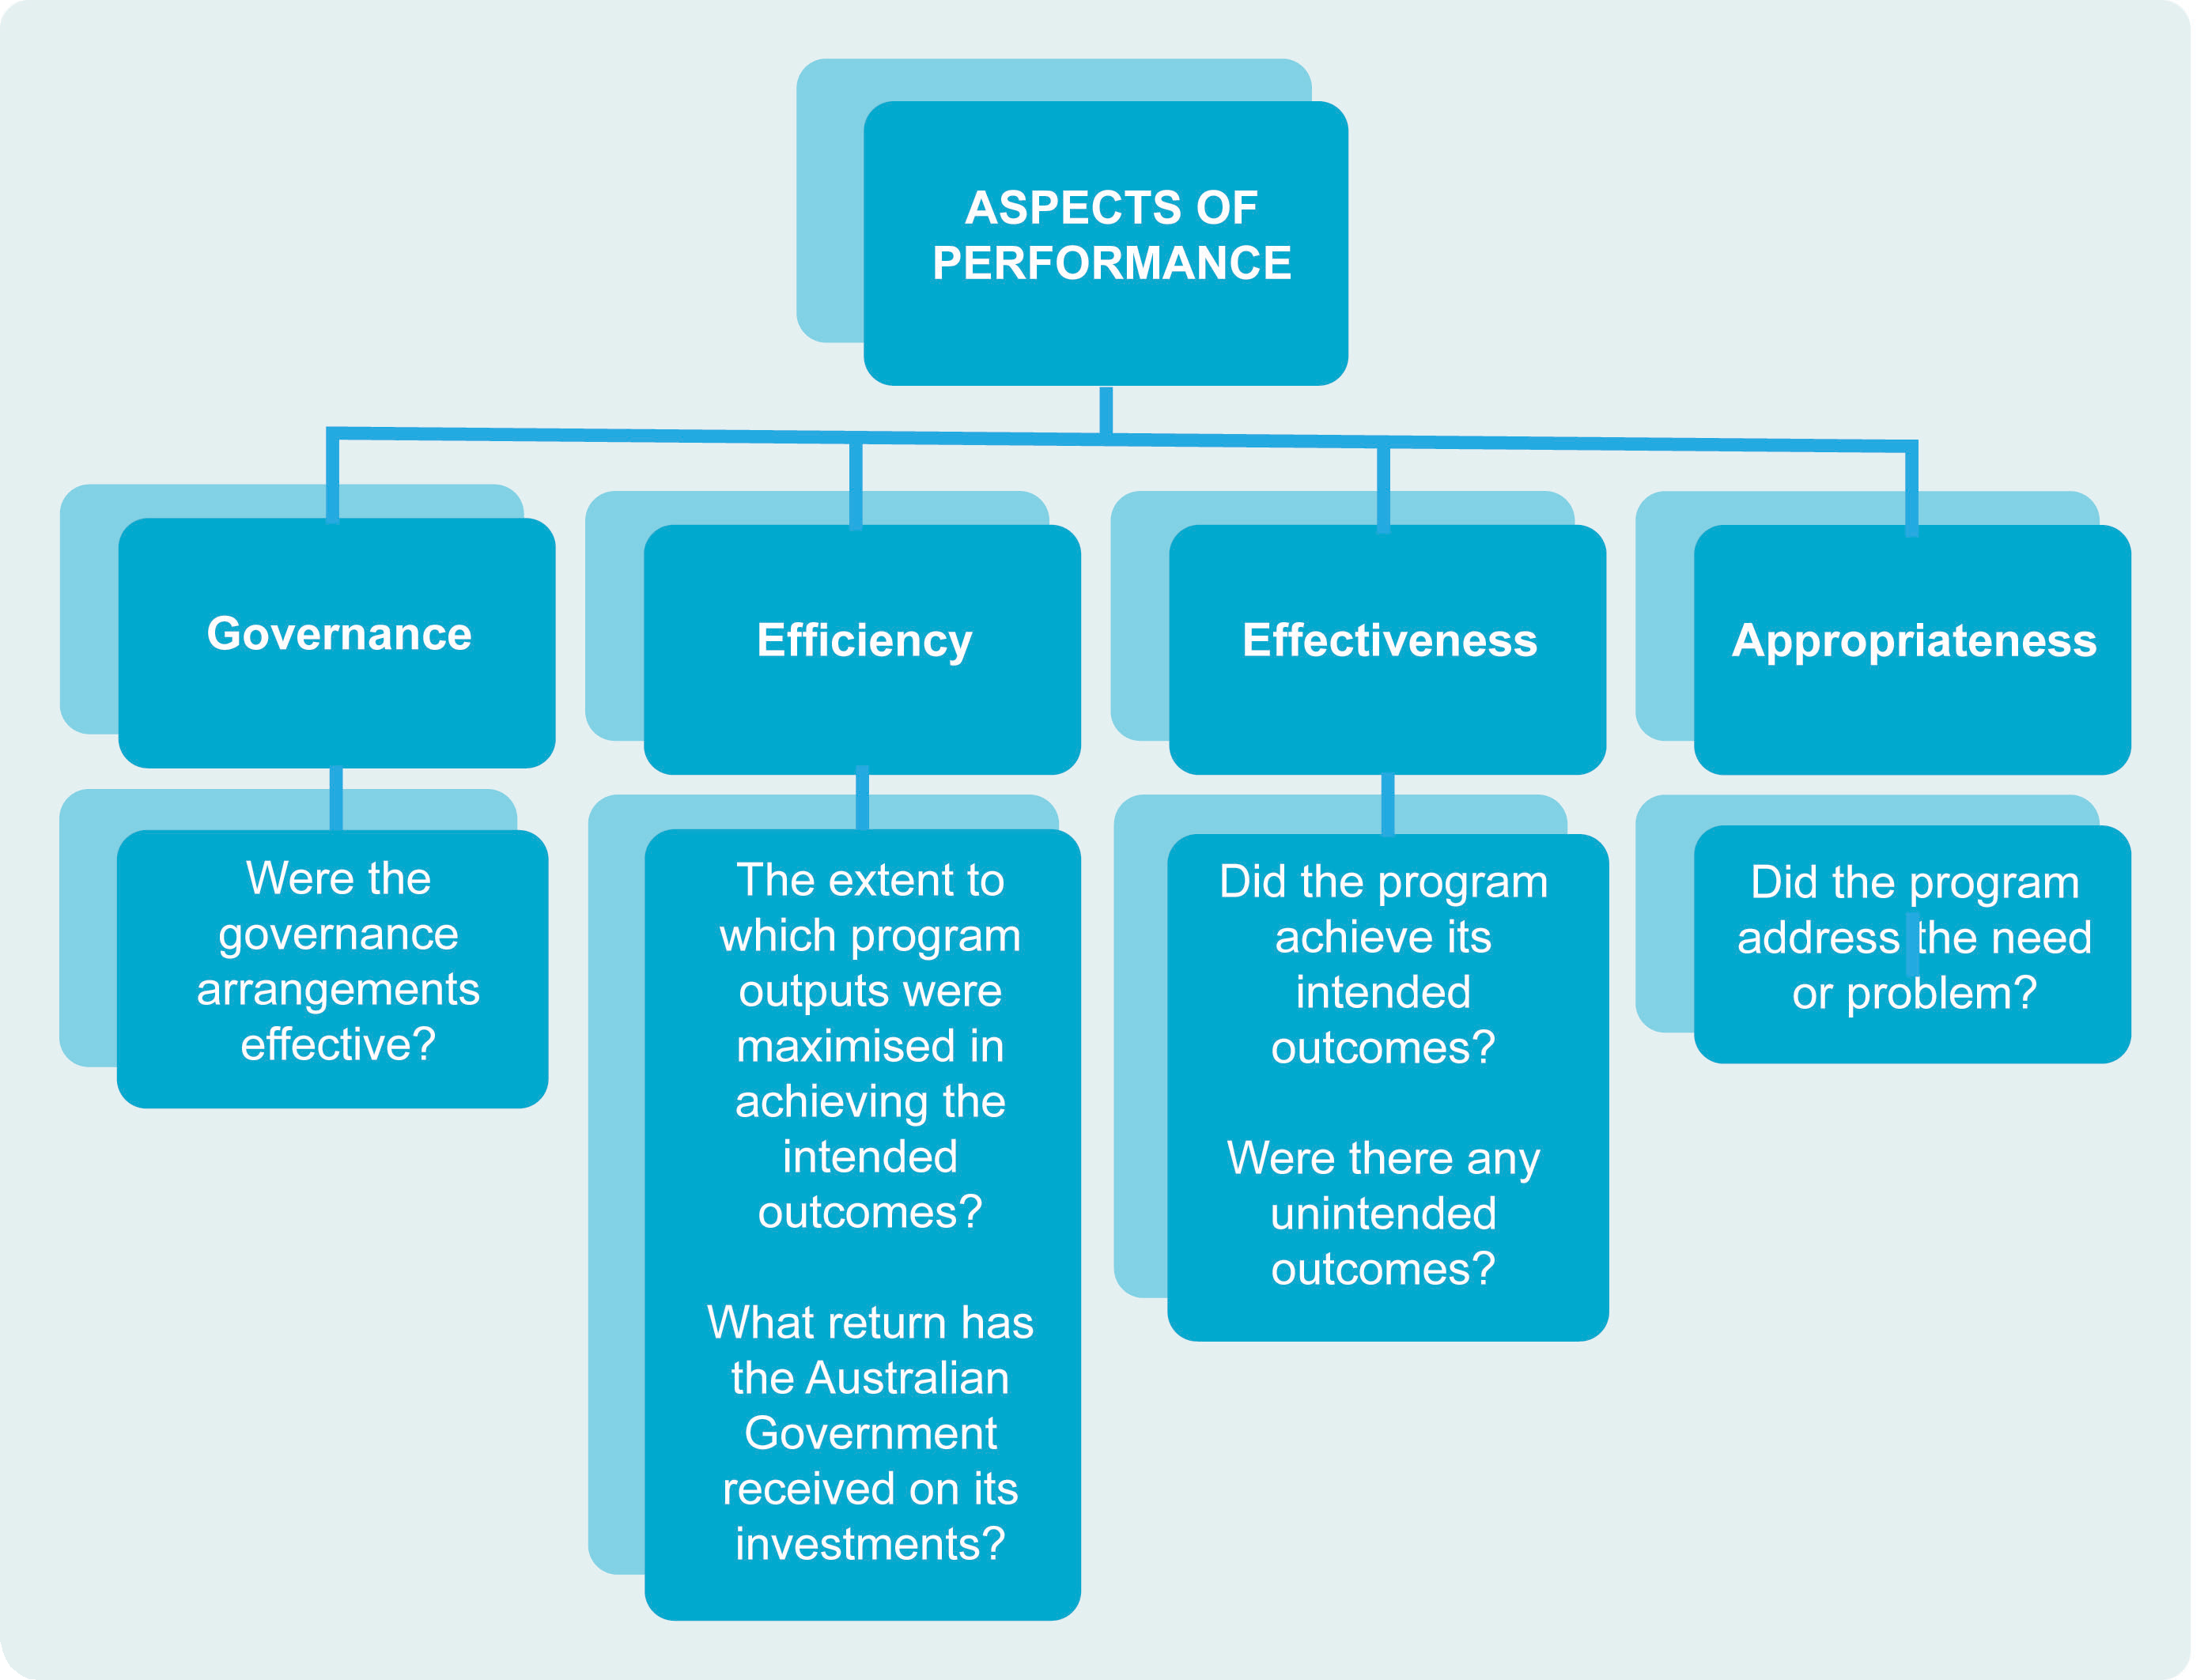 ASPECTS OF
PERFORMANCE
Governance
Efficiency
Effectiveness
Appropriateness
Were the
governance
arrangements
effective?
The extent to
which program
outputs were
maximised in
achieving the
intended
outcomes?
What return has
the Australian
Government
received on its
investments?
Did the program
achieve its
intended
outcomes?
Were there any
unintended
outcomes?
Did the program
address the need
or problem?